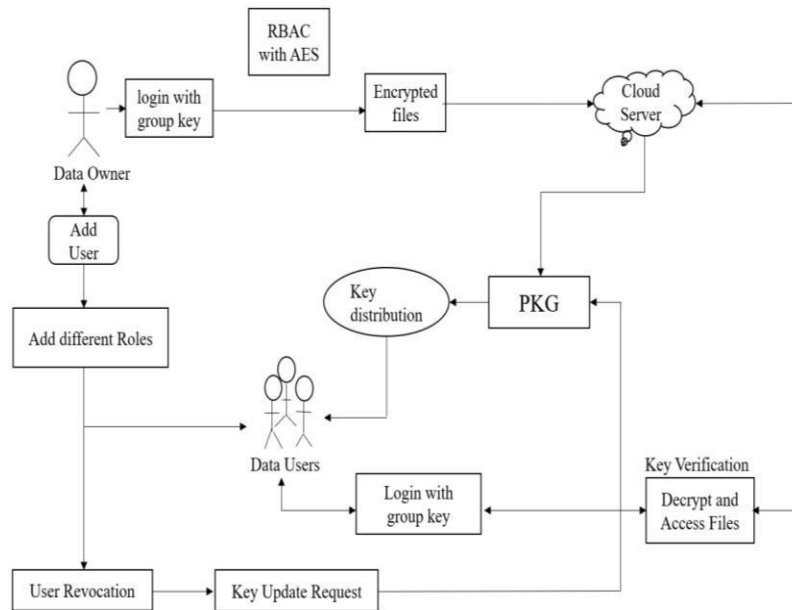 RBAC
with AES
login with
group key
Encrypted
files
Cloud
Server
Data Owner
Add
User
Key
distribution
PKG
Add different Roles
Data Users
Login with
group key
Key Verification
Decrypt and
Access Files
User Revocation
Key Update Request